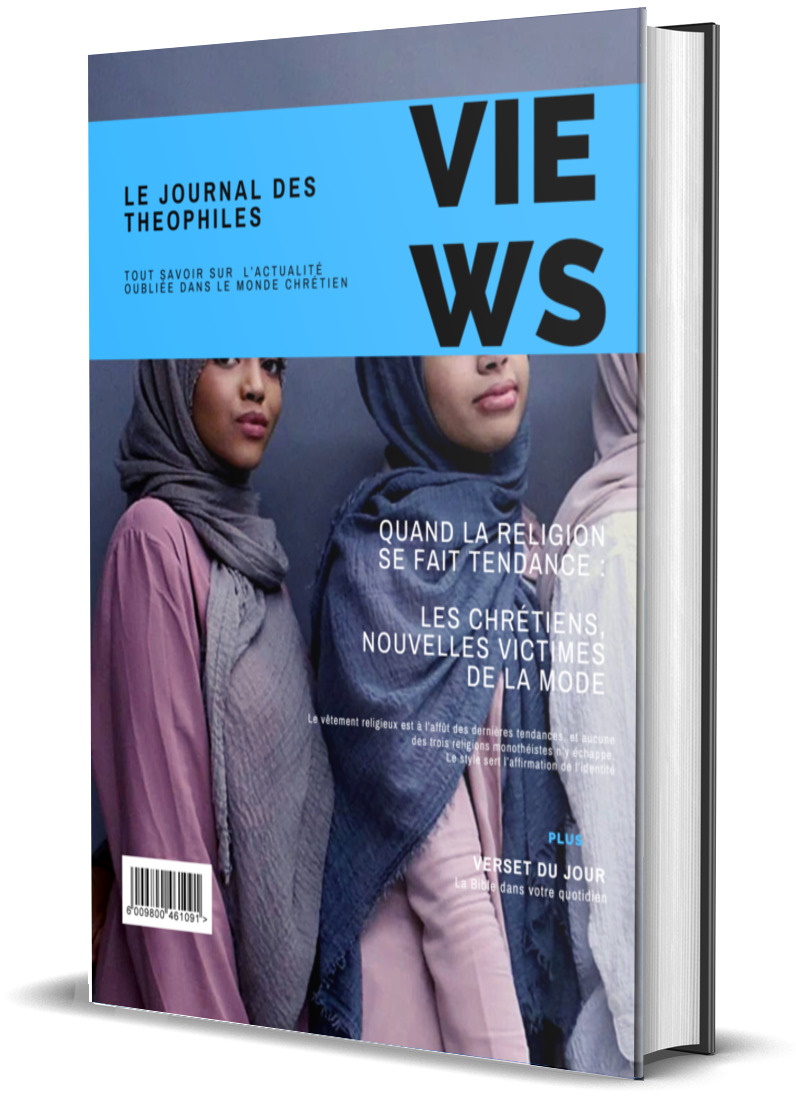 VIE
WS
LE JOURNAL DES
THEOPHILES
TOUT SAVOIR SUR L'ACTUALITÉ
OUBLIÉE DANS LE MONDE CHRÉTIEN
QUAND LA RELIGION
SE FAIT TENDANCE :
LES CHRÉTIENS,
NOUVELLES VICTIMES
DE LA MODE
Le vêtement religieux est à l'affût des dernières tendances, et aucune
des trois religions monothéistes n'y échappe.
Le style sert l'affirmation de l'identité
PLUS
VERSET DU JOUR
La Bible dans votre quotidien
6 009800 461091 >